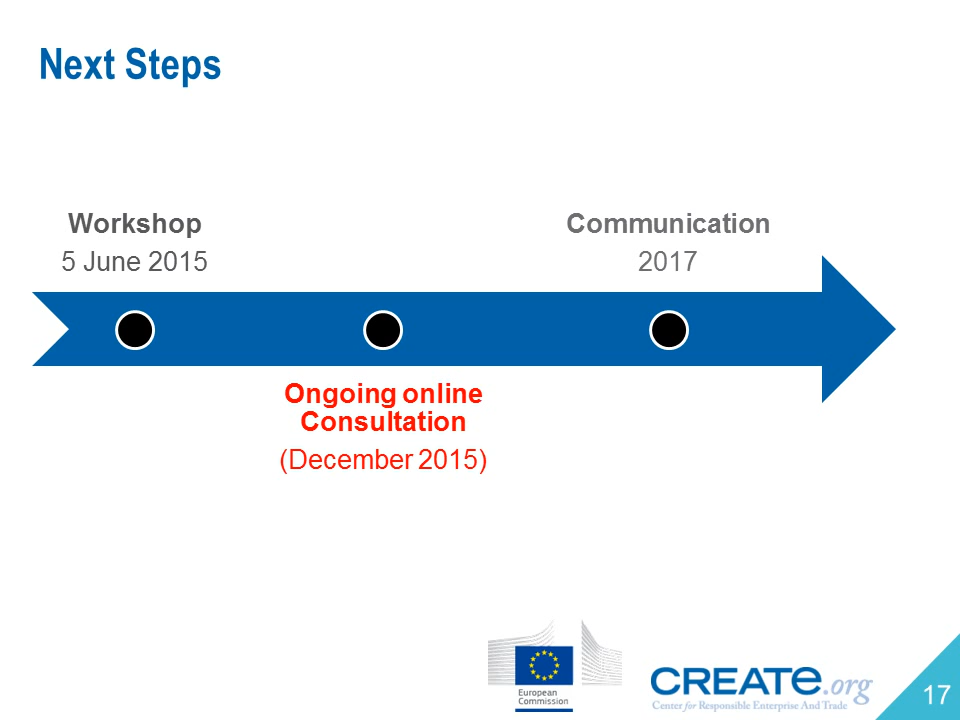 Next Steps
Workshop
5 June 2015
Communication
2017
Ongoing online
Consultation
(December 2015)
European
Commission
CREATe.org
Center for Responsible Enterprise And Trade
17